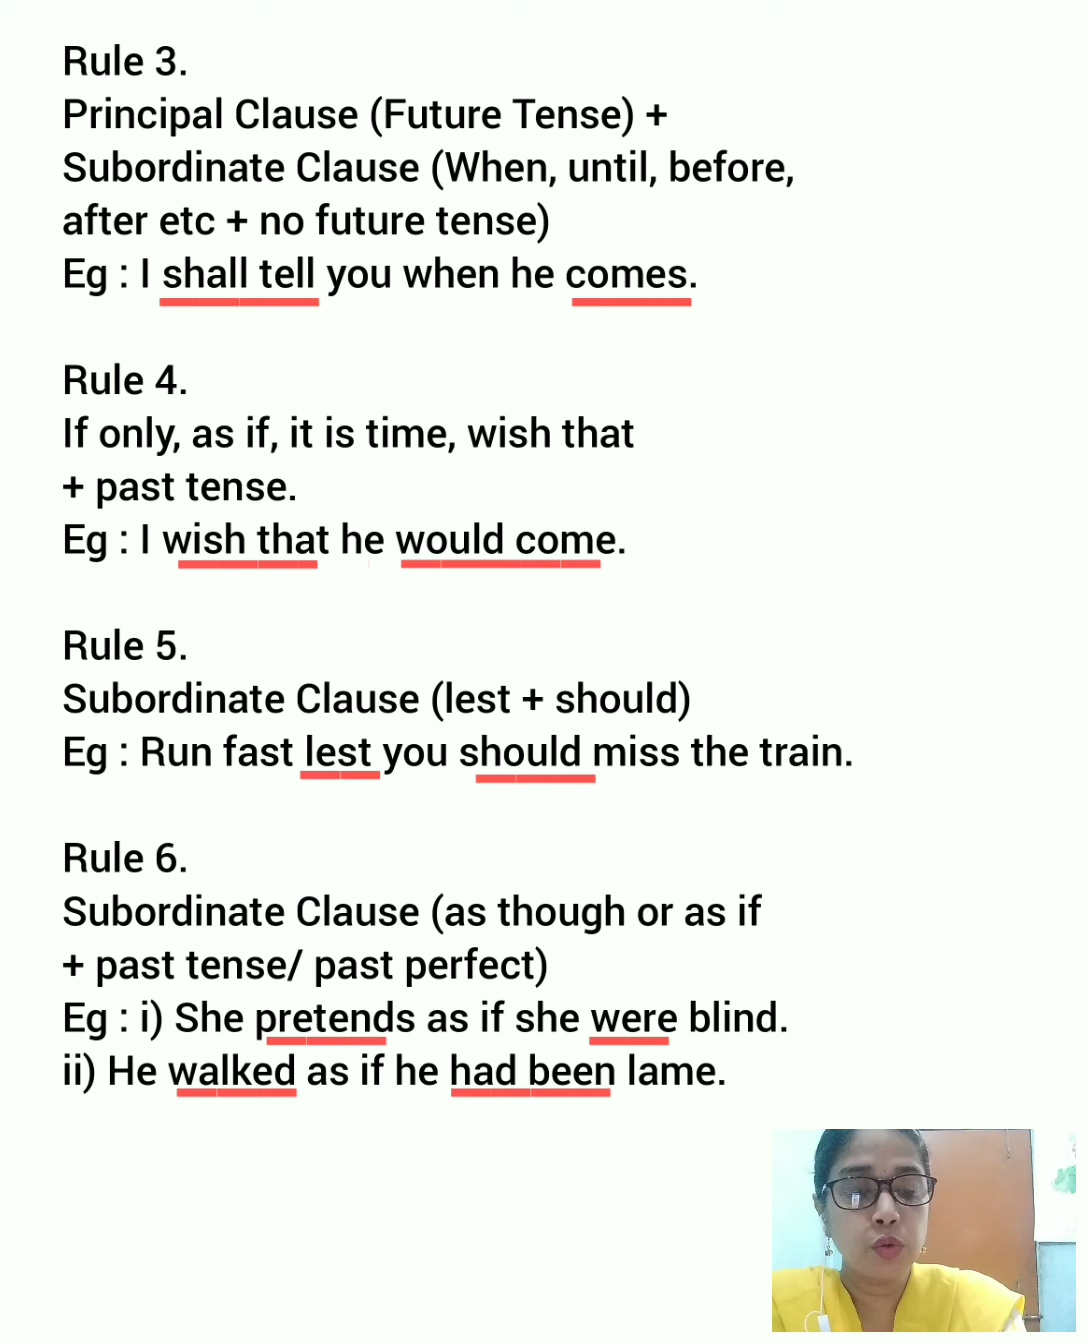 Rule 3.
Principal Clause (Future Tense) +
Subordinate Clause (When, until, before,
after etc + no future tense)
Eg : I shall tell you when he comes.
Rule 4.
If only, as if, it is time, wish that
+ past tense.
Eg : I wish that he would come.
Rule 5.
Subordinate Clause (lest + should)
Eg : Run fast lest you should miss the train.
Rule 6.
Subordinate Clause (as though or as if
+ past tense/ past perfect)
Eg : i) She pretends as if she were blind.
ii) He walked as if he had been lame.